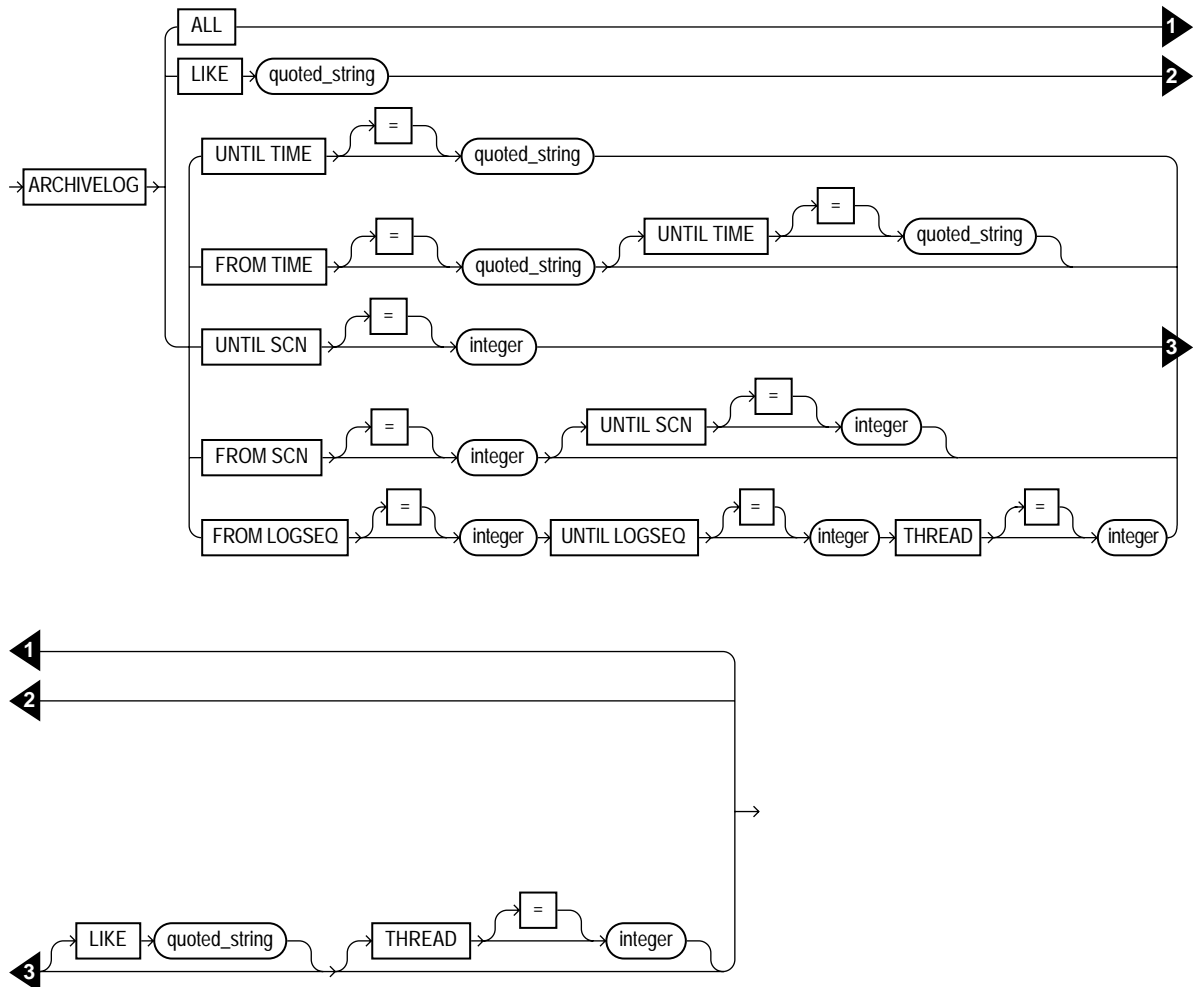 ALL 1
LIKE quoted_string 2
=
UNTIL TIME quoted_string
ARCHIVELOG
= UNTIL TIME = quoted_string
FROM TIME quoted_string
=
UNTIL SCN integer 3
= UNTIL SCN = integer
FROM SCN integer
= = =
FROM LOGSEQ integer UNTIL LOGSEQ integer THREAD integer
1
2
=
LIKE quoted_string THREAD integer
3